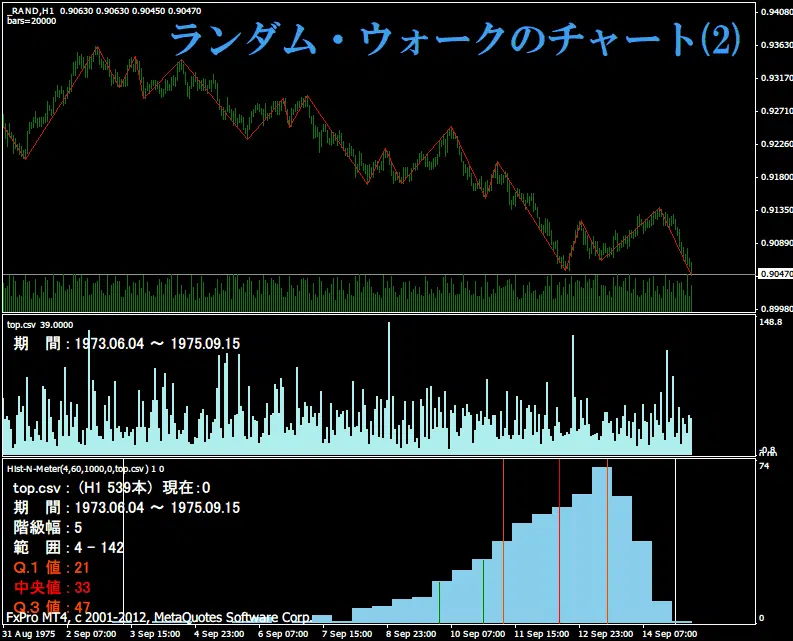 _RAND,H1 0.90630 0.90630 0.90450 0.90470
bars=20000
ランダム・ウォークのチャート(2)
0.94080
0.93630
0.93170
0.92710
0.92260
0.91800
0.91350
0.90890
0.90470
0.89980
top.csv 39.0000
148.8
期 間 : 1973.06.04 ～ 1975.09.15
Hist-N-Meter(4,60,1000,0,top.csv ) 1 0
74
top.csv : （H1 539本）現在 : 0
期 間 : 1973.06.04 ～ 1975.09.15
階級幅 : 5
範 囲 : 4 - 142
Q.1 値 : 21
中央値 : 33
Q.3 値 : 47
FxPro MT4, c 2001-2012, MetaQuotes Software Corp.
0
31 Aug 1975 2 Sep 07:00 3 Sep 15:00 4 Sep 23:00 6 Sep 07:00 7 Sep 15:00 8 Sep 23:00 10 Sep 07:00 11 Sep 15:00 12 Sep 23:00 14 Sep 07:00